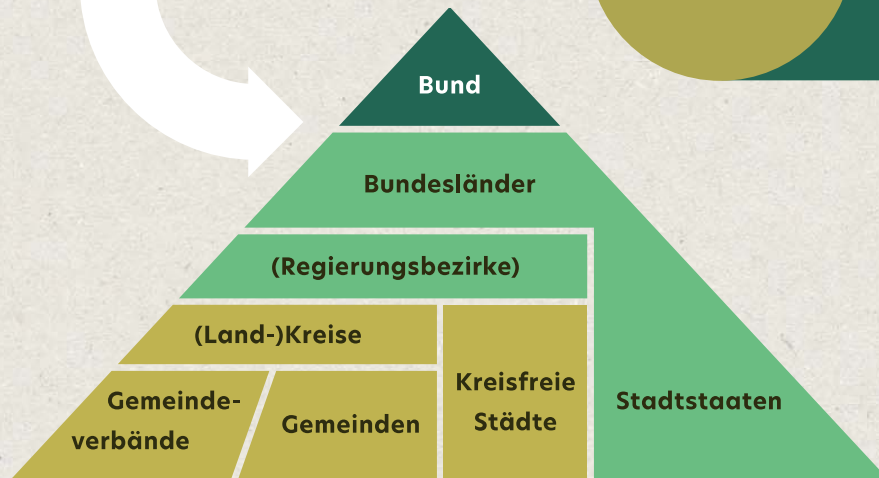 Bund
Bundesländer
(Regierungsbezirke)
(Land-)Kreise
Gemeinde-
verbände
Gemeinden
Kreisfreie
Städte
Stadtstaaten